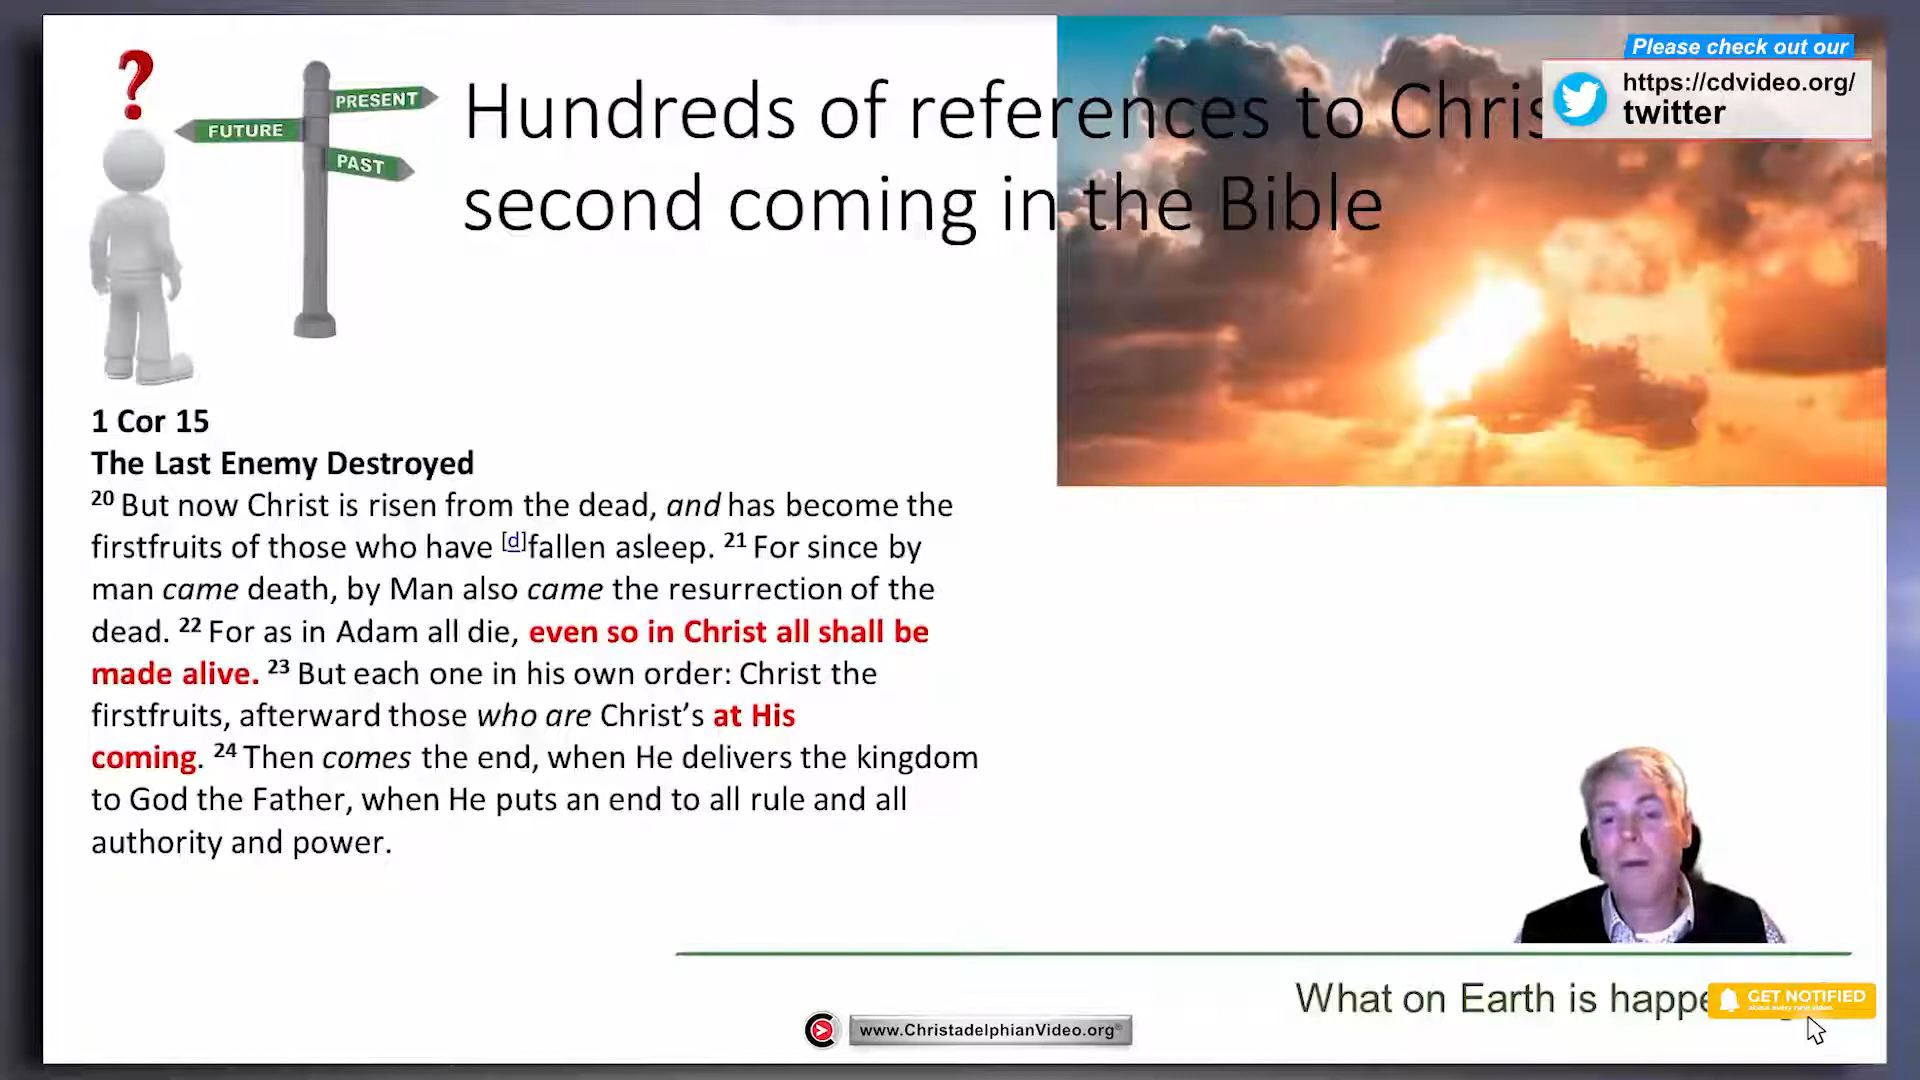 Please check out our
https://cdvideo.org/
twitter
?
PRESENT
FUTURE
PAST
Hundreds of references to Chris
second coming in the Bible
1 Cor 15
The Last Enemy Destroyed
20 But now Christ is risen from the dead, and has become the
firstfruits of those who have [d]fallen asleep. 21 For since by
man came death, by Man also came the resurrection of the
dead. 22 For as in Adam all die, even so in Christ all shall be
made alive. 23 But each one in his own order: Christ the
firstfruits, afterward those who are Christ’s at His
coming. 24 Then comes the end, when He delivers the kingdom
to God the Father, when He puts an end to all rule and all
authority and power.
What on Earth is happe
GET NOTIFIED
about every new video
www.ChristadelphianVideo.org®